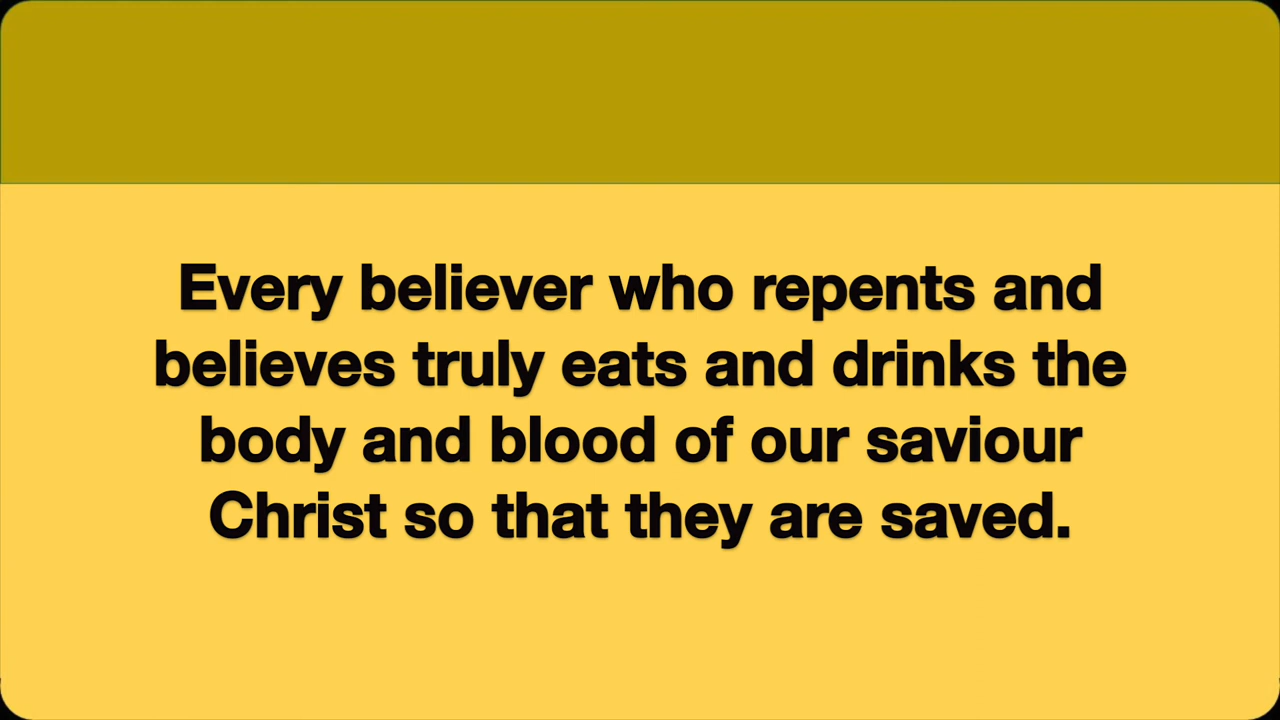 Every believer who repents and
believes truly eats and drinks the
body and blood of our saviour
Christ so that they are saved.